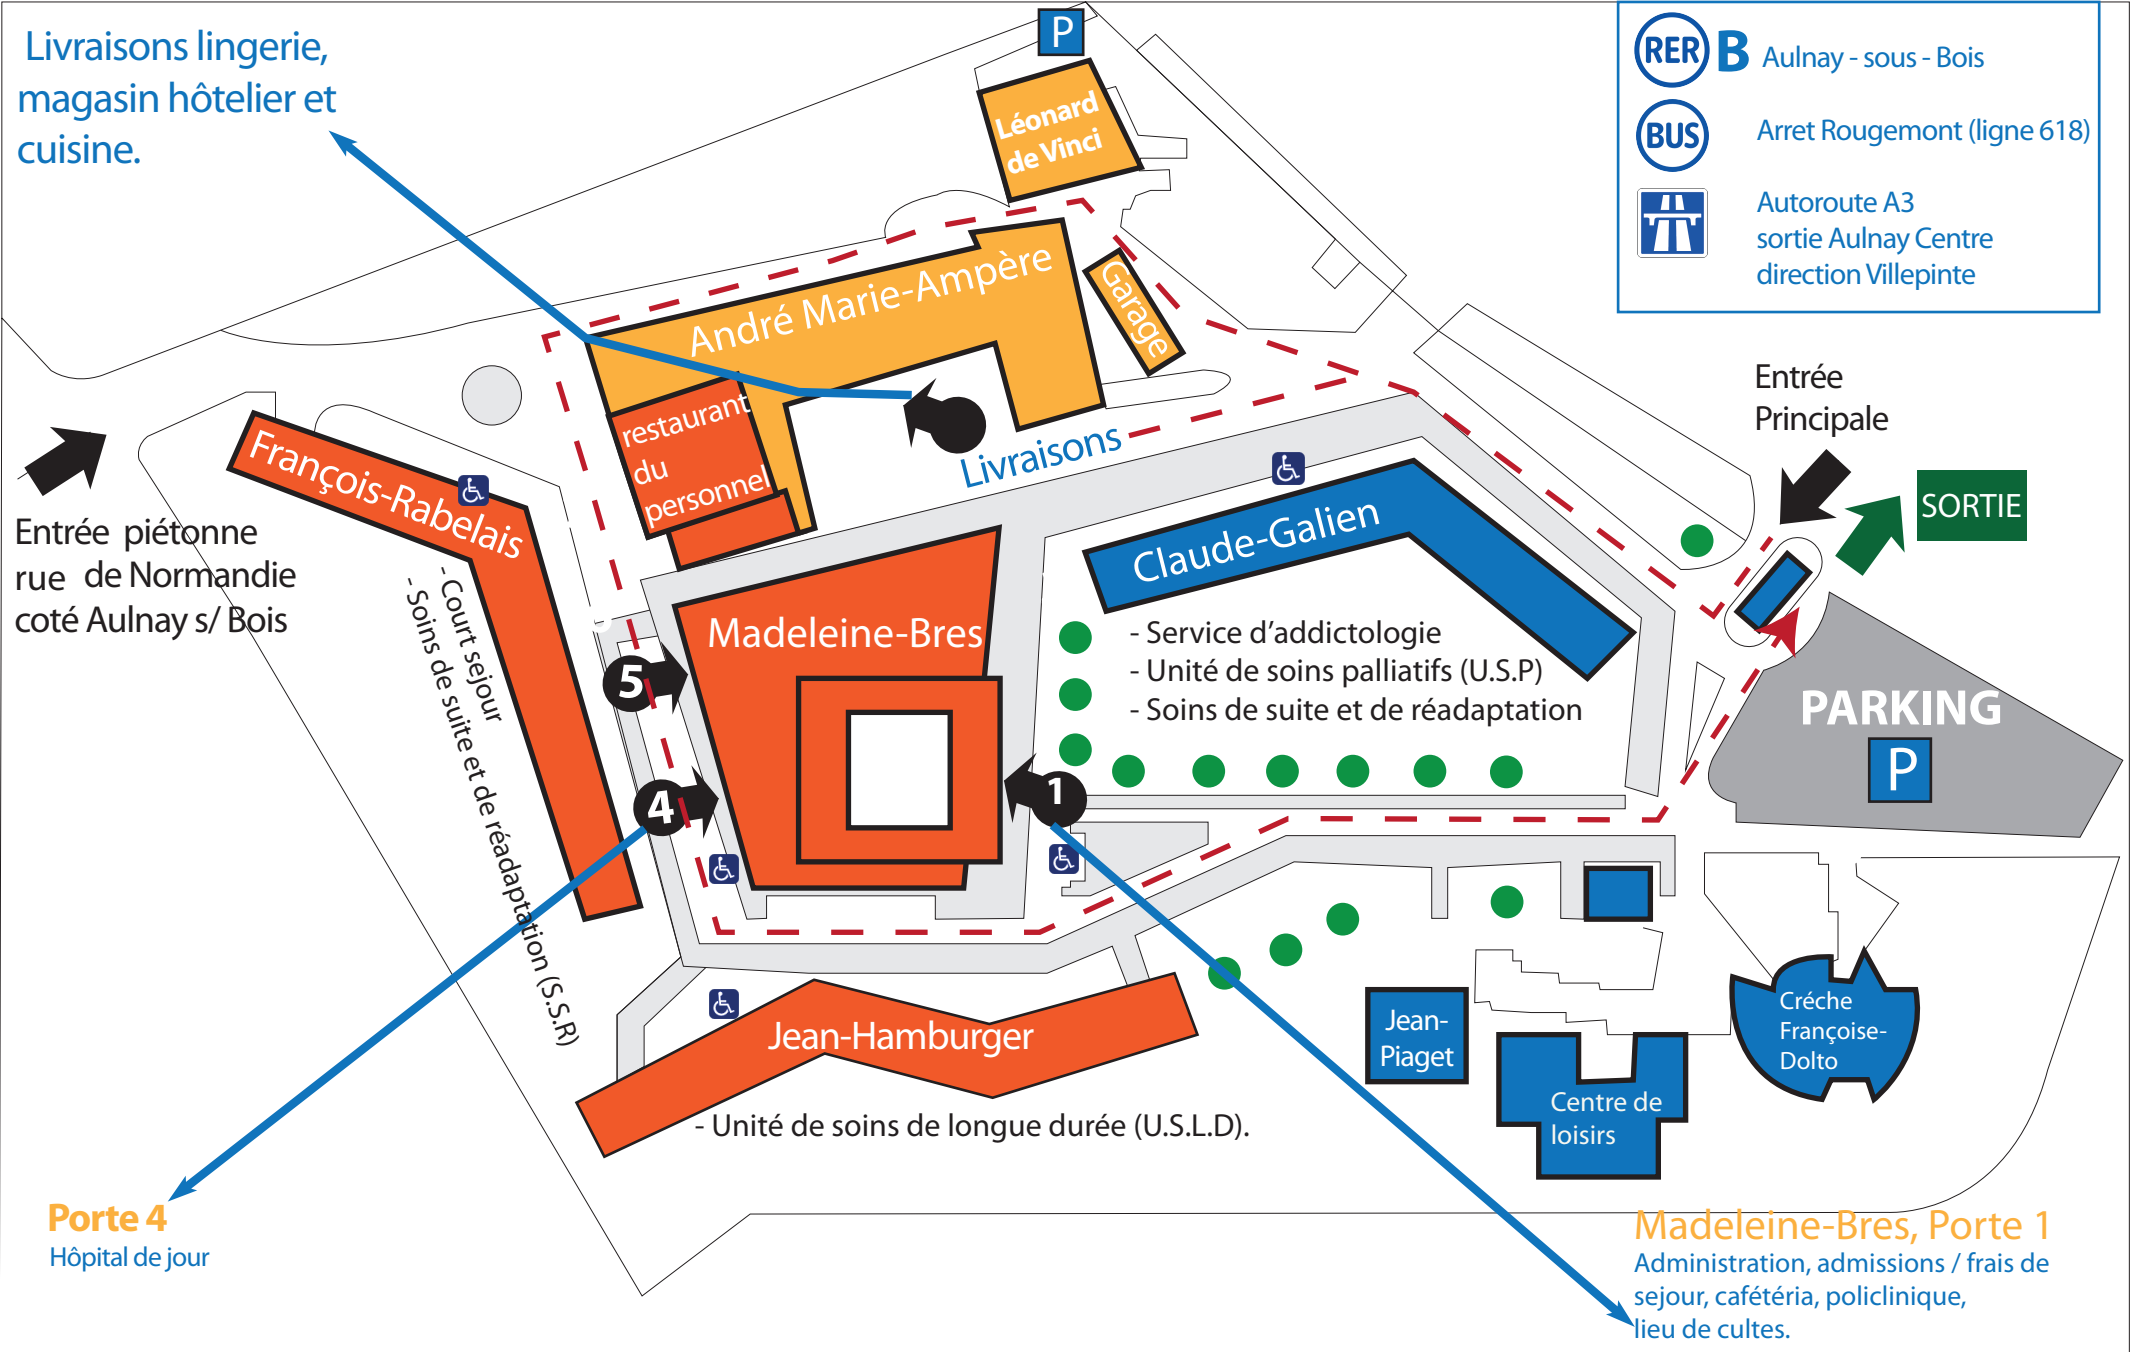 Livraisons lingerie,
magasin hôtelier et
cuisine.
P
Léonard
de Vinci
RER B Aulnay - sous - Bois
BUS Arret Rougemont (ligne 618)
Autoroute A3
sortie Aulnay Centre
direction Villepinte
André Marie-Ampère
Garage
restaurant
du
personnel
Livraisons
Entrée
Principale
SORTIE
François-Rabelais
- Court sejour
- Soins de suite et de réadaptation (S.S.R)
Entrée piétonne
rue de Normandie
coté Aulnay s/ Bois
Claude-Galien
- Service d'addictologie
- Unité de soins palliatifs (U.S.P)
- Soins de suite et de réadaptation
Madeleine-Bres
5
4
1
PARKING
P
Jean-Hamburger
- Unité de soins de longue durée (U.S.L.D).
Jean-
Piaget
Centre de
loisirs
Créche
Françoise-
Dolto
Porte 4
Hôpital de jour
Madeleine-Bres, Porte 1
Administration, admissions / frais de
sejour, cafétéria, policlinique,
lieu de cultes.